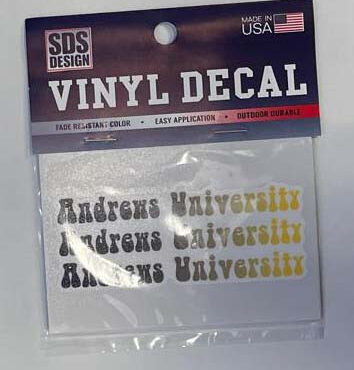 SDS
DESIGN
MADE IN
USA
VINYL DECAL
FADE RESISTANT COLOR • EASY APPLICATION • OUTDOOR DURABLE
Andrews University
Andrews University
Andrews University